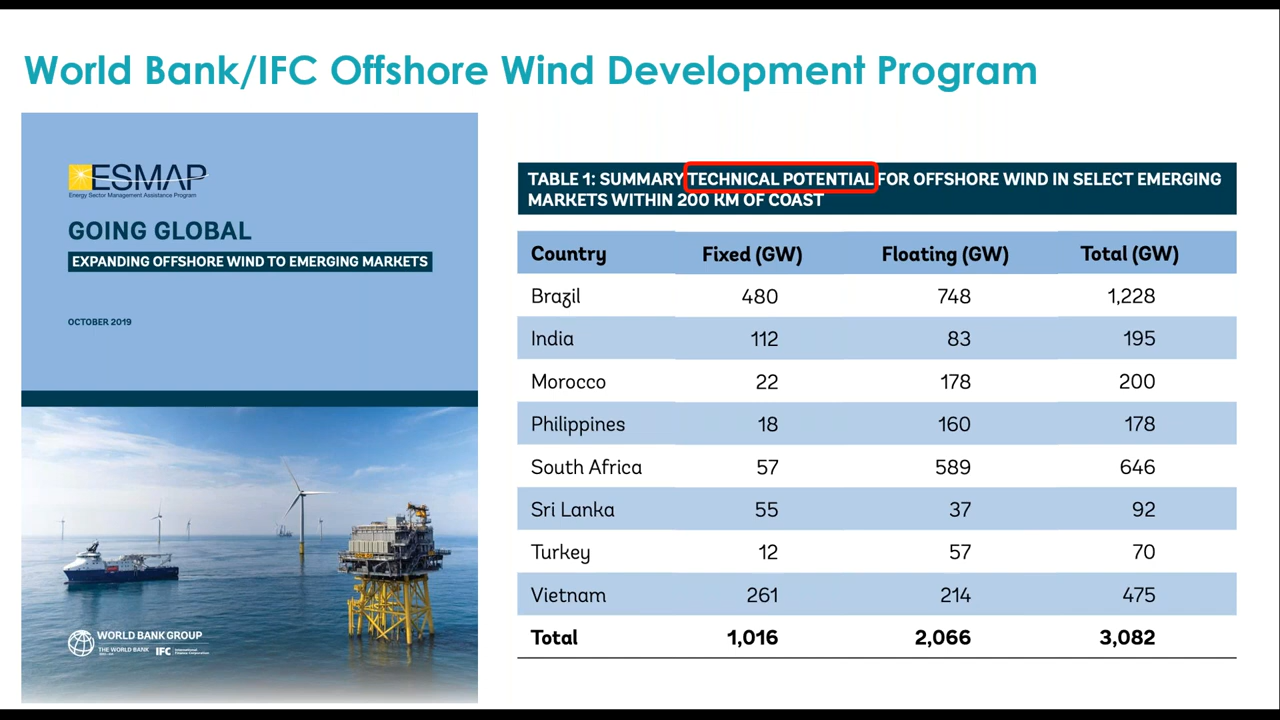 World Bank/IFC Offshore Wind Development Program
ESMAP
Energy Sector Management Assistance Program
GOING GLOBAL
EXPANDING OFFSHORE WIND TO EMERGING MARKETS
OCTOBER 2019
WORLD BANK GROUP
THE WORLD BANK
IFC International Finance Corporation
TABLE 1: SUMMARY TECHNICAL POTENTIAL FOR OFFSHORE WIND IN SELECT EMERGING
MARKETS WITHIN 200 KM OF COAST
Country Fixed (GW) Floating (GW) Total (GW)
Brazil 480 748 1,228
India 112 83 195
Morocco 22 178 200
Philippines 18 160 178
South Africa 57 589 646
Sri Lanka 55 37 92
Turkey 12 57 70
Vietnam 261 214 475
Total 1,016 2,066 3,082